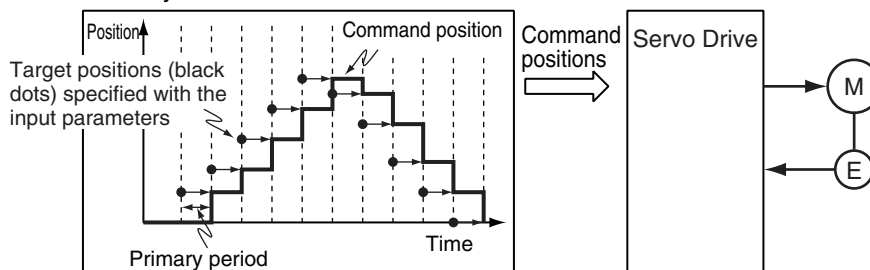 Position
Command position
Target positions (black
dots) specified with the
input parameters
Primary period
Time
Command
positions
Servo Drive
M
E